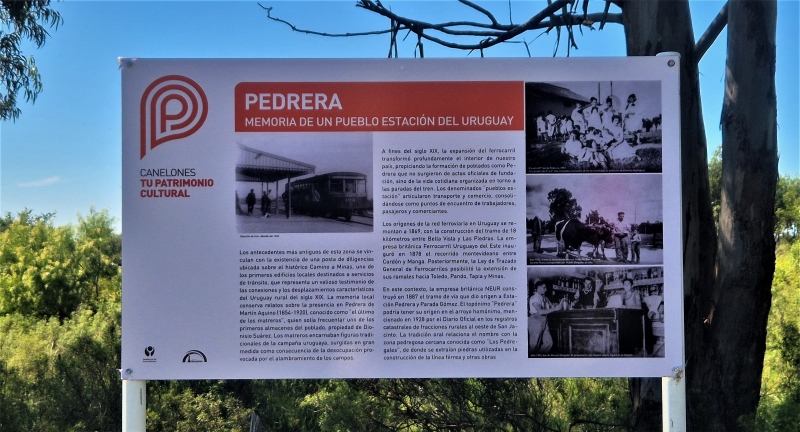 CANELONES
TU PATRIMONIO
CULTURAL
PEDRERA
MEMORIA DE UN PUEBLO ESTACIÓN DEL URUGUAY
Los antecedentes más antiguos de esta zona se vin-
culan con la existencia de una posta de diligencias
ubicada sobre el histórico Camino a Minas, uno de
los primeros edificios locales destinados a servicios
de tránsito, que representa un valioso testimonio de
las conexiones y los desplazamientos característicos
del Uruguay rural del siglo XIX. La memoria local
conserva relatos sobre la presencia en Pedrera de
Martín Aquino (1854-1920), conocido como "el último
de los matreros", quien solía frecuentar uno de los
primeros almacenes del poblado, propiedad de Dio-
nisio Suárez. Los matreros encarnaban figuras tradi-
cionales de la campaña uruguaya, surgidas en gran
medida como consecuencia de la desocupación pro-
vocada por el alambramiento de los campos.
A fines del siglo XIX, la expansión del ferrocarril
transformó profundamente el interior de nuestro
país, propiciando la formación de poblados como Pe-
drera que no surgieron de actos oficiales de funda-
ción, sino de la vida cotidiana organizada en torno a
las paradas del tren. Los denominados "pueblos es-
tación" articularon transporte y comercio, consoli-
dándose como puntos de encuentro de trabajadores,
pasajeros y comerciantes.
Los orígenes de la red ferroviaria en Uruguay se re-
montan a 1869, con la construcción del tramo de 18
kilómetros entre Bella Vista y Las Piedras. La em-
presa británica Ferrocarril Uruguayo del Este inau-
guró en 1878 el recorrido montevideano entre
Cordón y Manga. Posteriormente, la Ley de Trazado
General de Ferrocarriles posibilitó la extensión de
sus ramales hacia Toledo, Pando, Tapia y Minas.
En este contexto, la empresa británica NEUR cons-
truyó en 1887 el tramo de vía que dio origen a Esta-
ción Pedrera y Parada Gómez. El topónimo "Pedrera"
podría tener su origen en el arroyo homónimo, men-
cionado en 1928 por el Diario Oficial en los registros
catastrales de fracciones rurales al oeste de San Ja-
cinto. La tradición oral relaciona el nombre con la
zona pedregosa cercana conocida como "Los Pedre-
gales", de donde se extraían piedras utilizadas en la
construcción de la línea férrea y otras obras